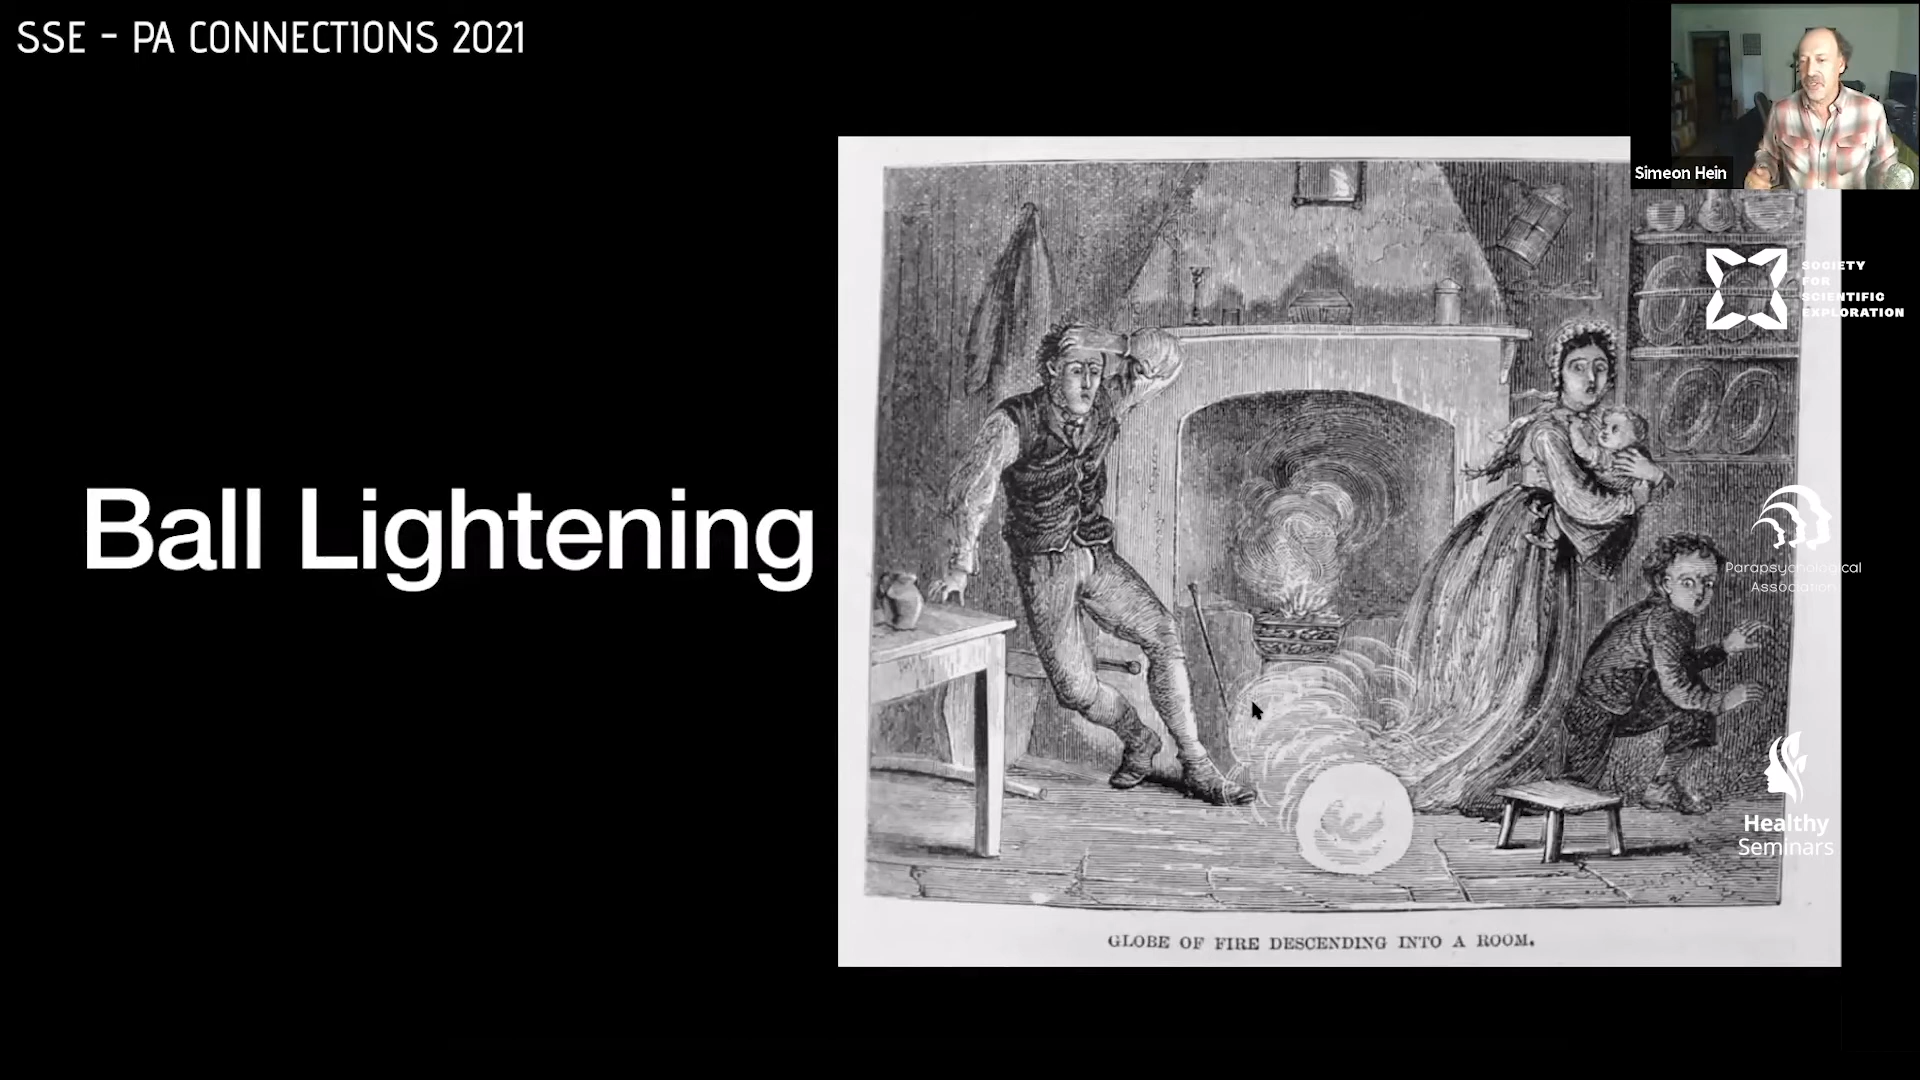 SSE - PA CONNECTIONS 2021
Simeon Hein
SOCIETY
FOR
SCIENTIFIC
EXPLORATION
Ball Lightening
Parapsychological
Association
Healthy
Seminars
GLOBE OF FIRE DESCENDING INTO A ROOM.